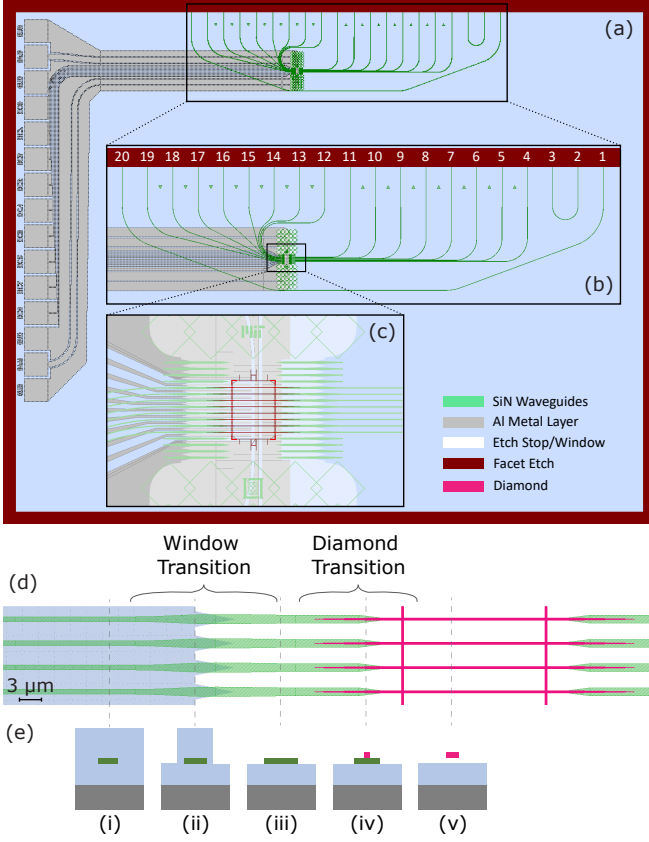 (a)
20 19 18 17 16 15 14 13 12 11 10 9 8 7 6 5 4 3 2 1
(b)
(c)
MIT
SiN Waveguides
Al Metal Layer
Etch Stop/Window
Facet Etch
Diamond
Window
Transition
Diamond
Transition
(d)
3 μm
(e)
(i) (ii) (iii) (iv) (v)